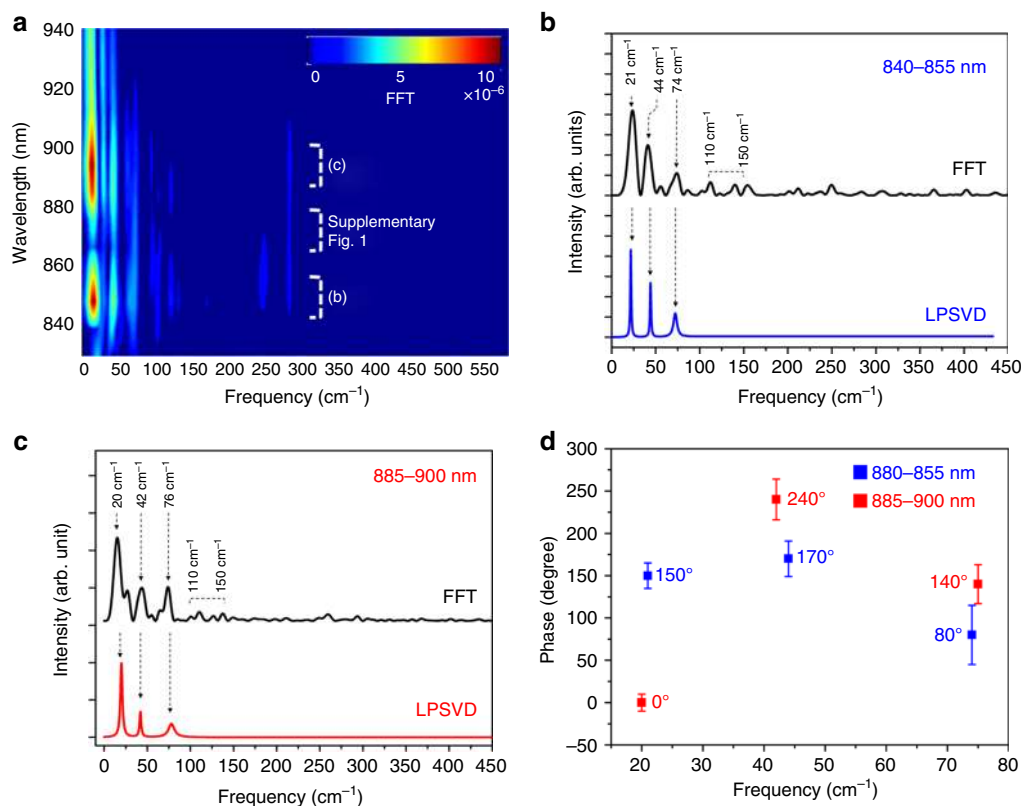 a
940
920
900
880
860
840
Wavelength (nm)
0 50 100 150 200 250 300 350 400 450 500 550
Frequency (cm⁻¹)
0 5 10
×10⁻⁶
FFT
(c)
Supplementary
Fig. 1
(b)
b
840–855 nm
21 cm⁻¹
44 cm⁻¹
74 cm⁻¹
110 cm⁻¹
150 cm⁻¹
FFT
LPSVD
Intensity (arb. units)
0 50 100 150 200 250 300 350 400 450
Frequency (cm⁻¹)
c
885–900 nm
20 cm⁻¹
42 cm⁻¹
76 cm⁻¹
110 cm⁻¹
150 cm⁻¹
FFT
LPSVD
Intensity (arb. unit)
0 50 100 150 200 250 300 350 400 450
Frequency (cm⁻¹)
d
300
250
200
150
100
50
0
–50
Phase (degree)
880–855 nm
885–900 nm
240°
150°
170°
140°
80°
0°
20 30 40 50 60 70 80
Frequency (cm⁻¹)